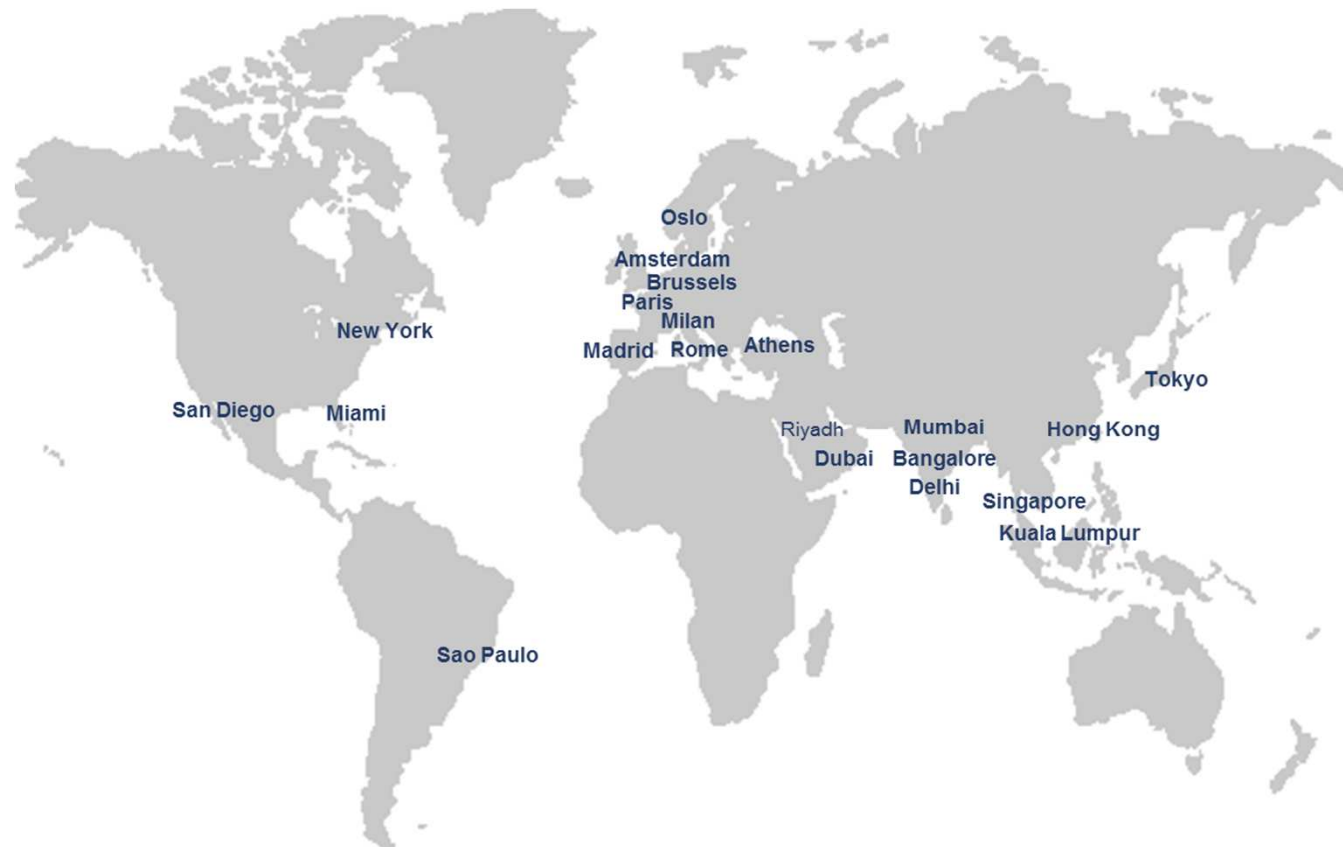 Oslo
Amsterdam
Brussels
Paris
Milan
New York
Madrid
Rome
Athens
Tokyo
San Diego
Miami
Riyadh
Mumbai
Hong Kong
Dubai
Bangalore
Delhi
Singapore
Kuala Lumpur
Sao Paulo